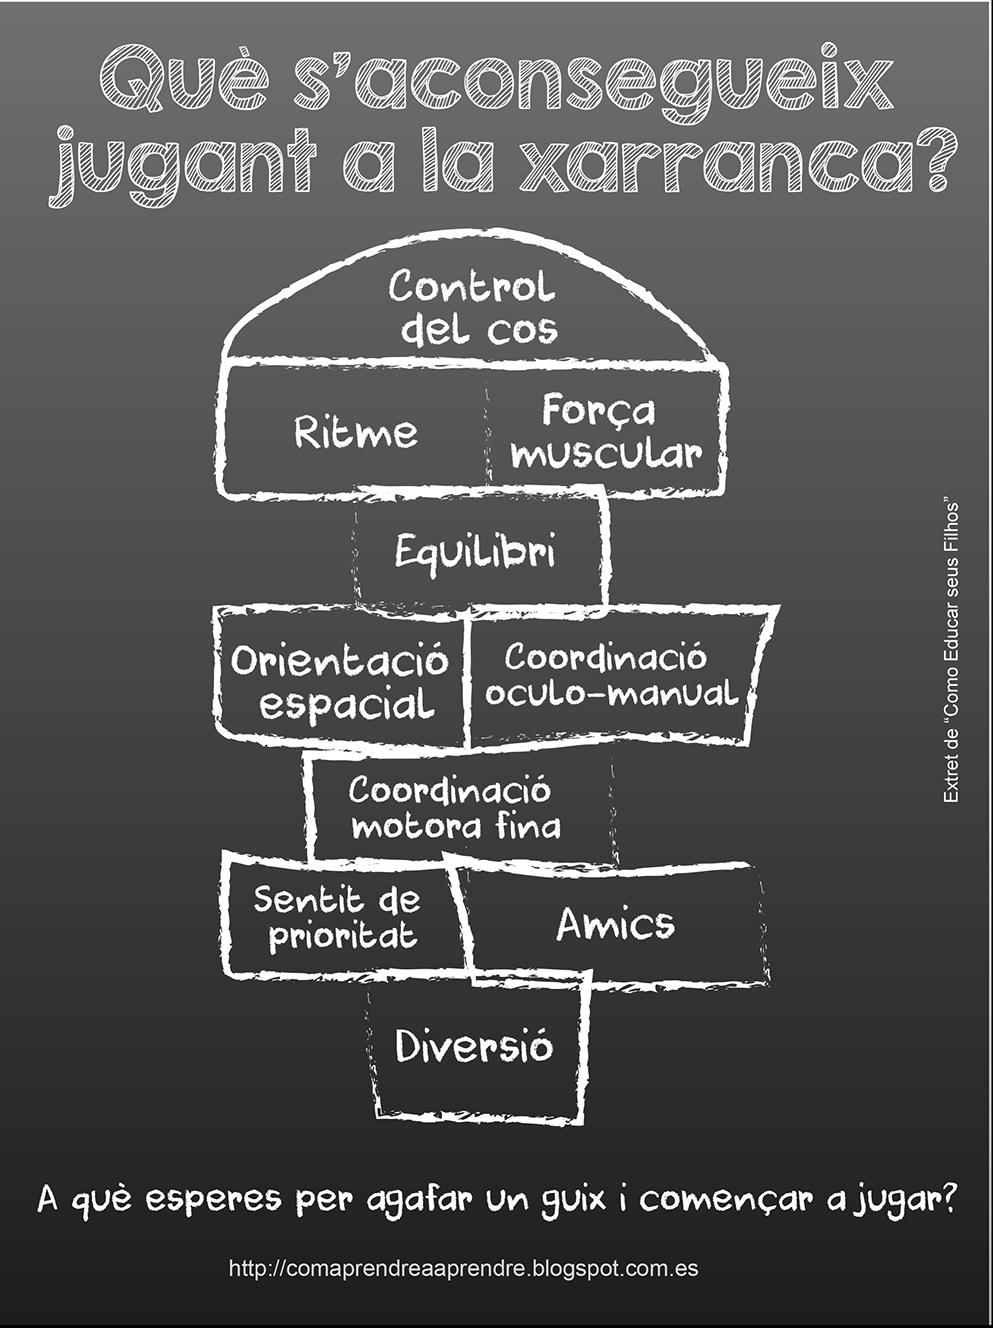 Què s'aconsegueix
jugant a la xarranca?
Control
del cos
Ritme
Força
muscular
Equilibri
Orientació
espacial
Coordinació
oculo-manual
Coordinació
motora fina
Sentit de
prioritat
Amics
Diversió
Extret de “Como Educar seus Filhos”
A què esperes per agafar un guix i començar a jugar?
http://comaprendreaaprendre.blogspot.com.es